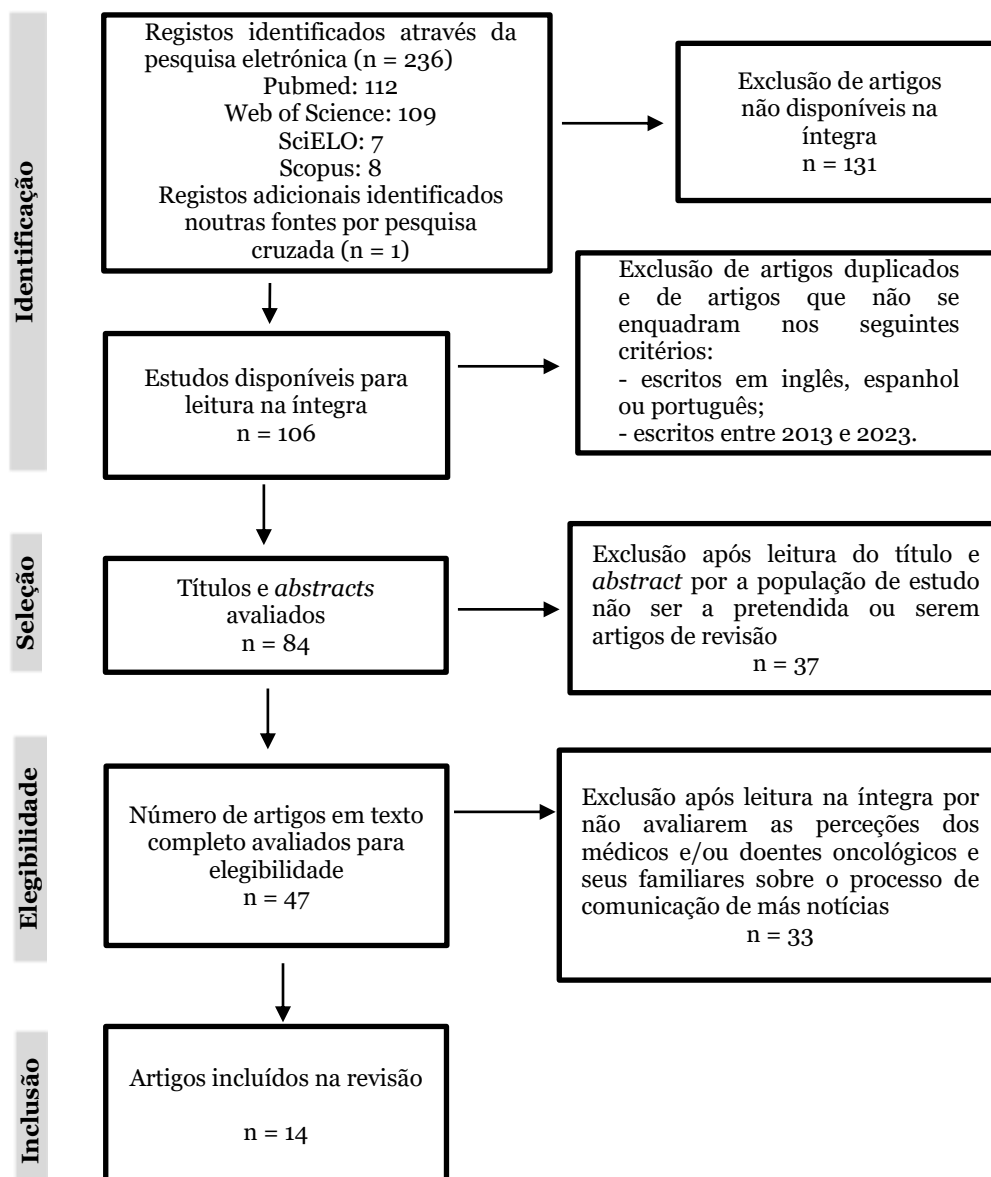 Identificação
Registos identificados através da
pesquisa eletrónica (n = 236)
Pubmed: 112
Web of Science: 109
SciELO: 7
Scopus: 8
Registos adicionais identificados
noutras fontes por pesquisa
cruzada (n = 1)
Exclusão de artigos
não disponíveis na
íntegra
n = 131
Estudos disponíveis para
leitura na íntegra
n = 106
Exclusão de artigos duplicados
e de artigos que não se
enquadram nos seguintes
critérios:
- escritos em inglês, espanhol
ou português;
- escritos entre 2013 e 2023.
Seleção
Títulos e abstracts
avaliados
n = 84
Exclusão após leitura do título e
abstract por a população de estudo
não ser a pretendida ou serem
artigos de revisão
n = 37
Elegibilidade
Número de artigos em texto
completo avaliados para
elegibilidade
n = 47
Exclusão após leitura na íntegra por
não avaliarem as perceções dos
médicos e/ou doentes oncológicos e
seus familiares sobre o processo de
comunicação de más notícias
n = 33
Inclusão
Artigos incluídos na revisão
n = 14